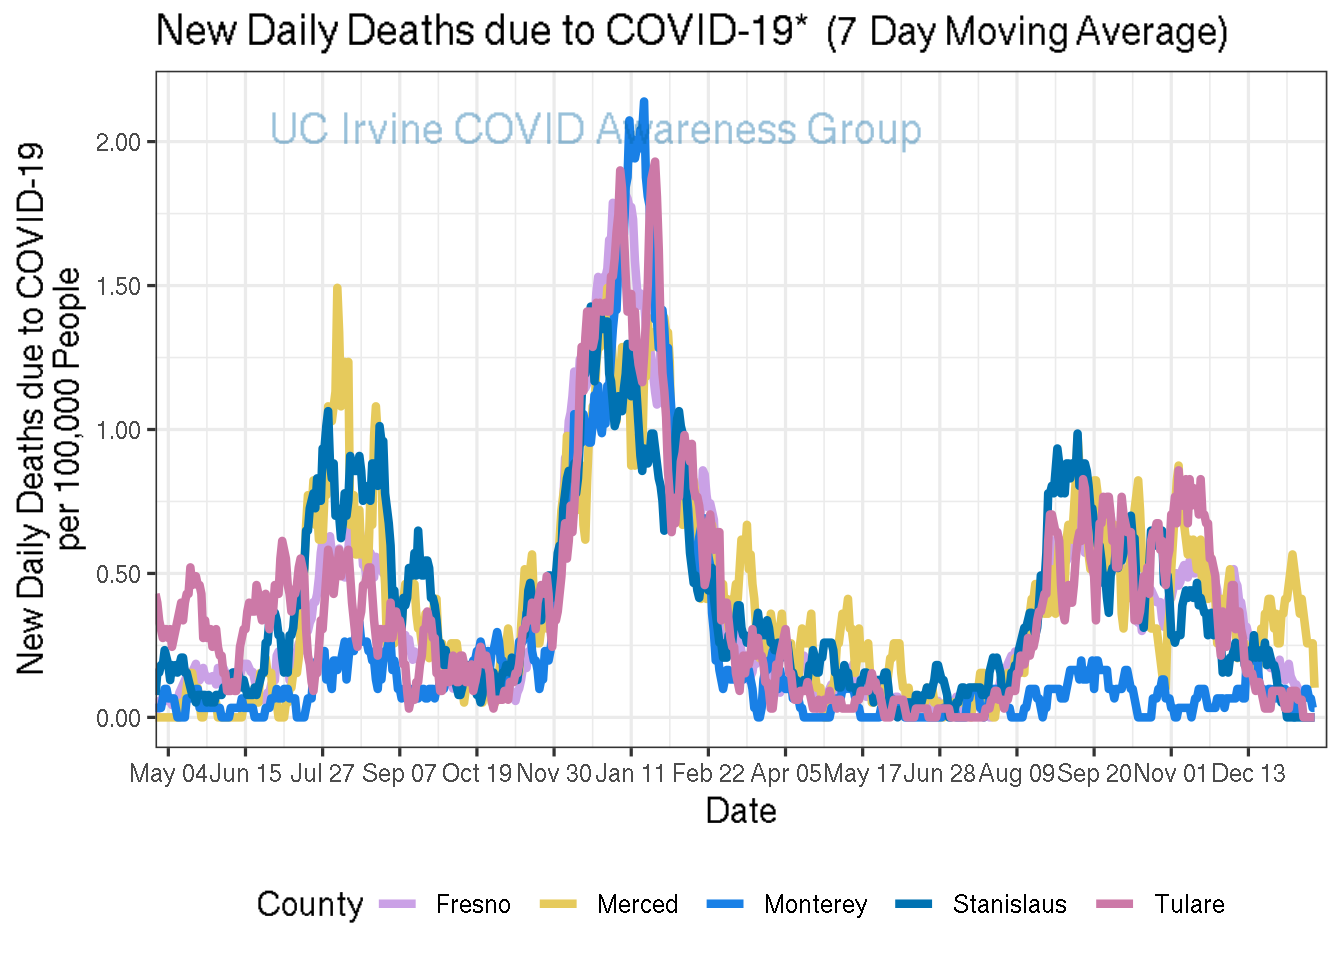 New Daily Deaths due to COVID-19* (7 Day Moving Average)
UC Irvine COVID Awareness Group
New Daily Deaths due to COVID-19
per 100,000 People
2.00
1.50
1.00
0.50
0.00
May 04 Jun 15 Jul 27 Sep 07 Oct 19 Nov 30 Jan 11 Feb 22 Apr 05 May 17 Jun 28 Aug 09 Sep 20 Nov 01 Dec 13
Date
County Fresno Merced Monterey Stanislaus Tulare